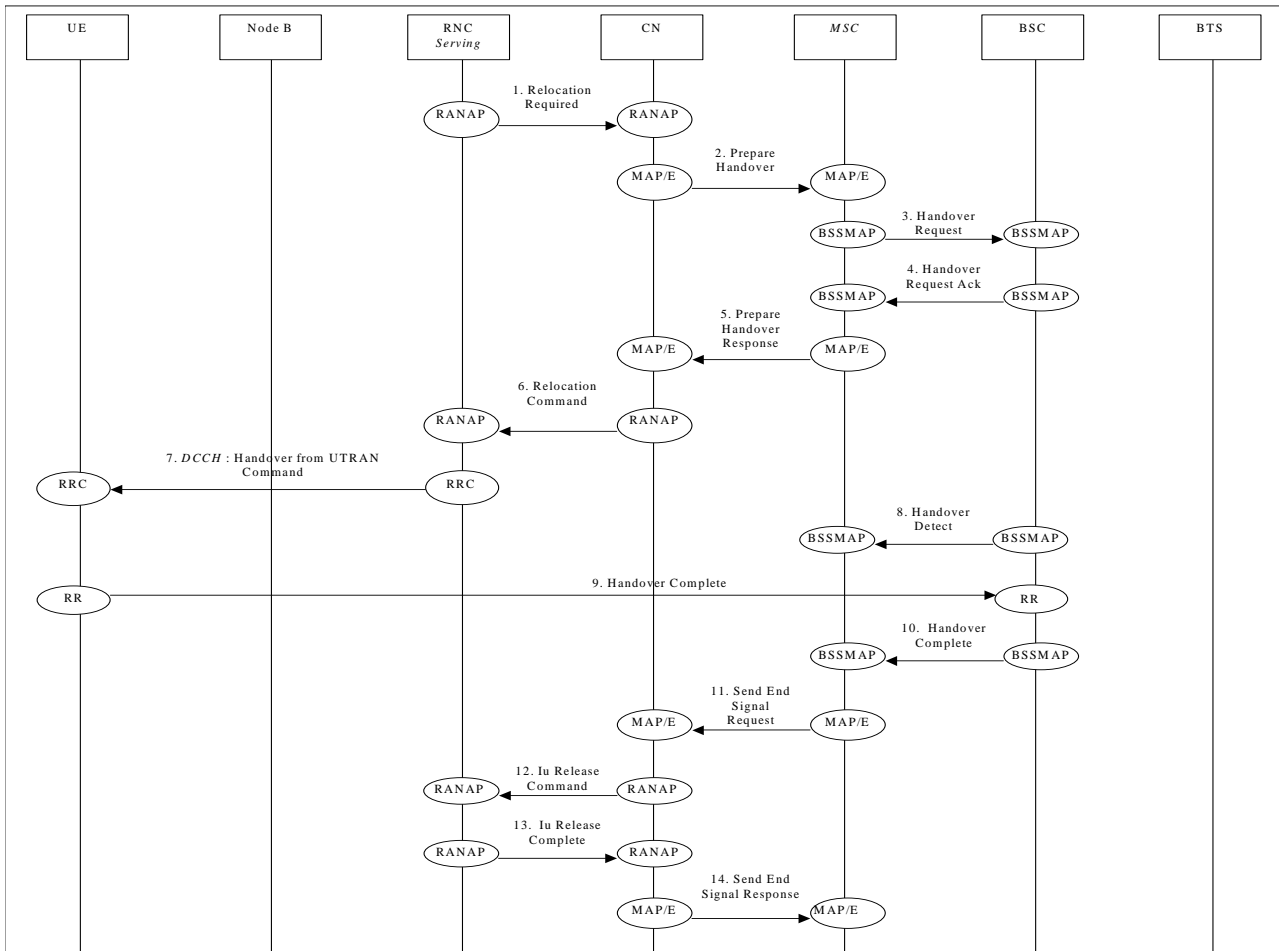 UE
Node B
RNC
Serving
CN
MSC
BSC
BTS
1. Relocation
Required
RANAP
RANAP
2. Prepare
Handover
MAP/E
MAP/E
3. Handover
Request
BSSMAP
BSSMAP
4. Handover
Request Ack
BSSMAP
BSSMAP
5. Prepare
Handover
Response
MAP/E
MAP/E
6. Relocation
Command
RANAP
RANAP
7. DCCH : Handover from UTRAN
Command
RRC
RRC
8. Handover
Detect
BSSMAP
BSSMAP
9. Handover Complete
RR
RR
10. Handover
Complete
BSSMAP
BSSMAP
11. Send End
Signal
Request
MAP/E
MAP/E
12. Iu Release
Command
RANAP
RANAP
13. Iu Release
Complete
RANAP
RANAP
14. Send End
Signal Response
MAP/E
MAP/E